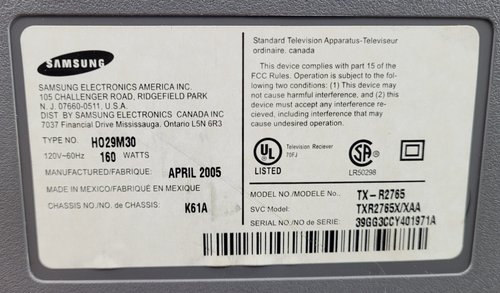 SAMSUNG
SAMSUNG ELECTRONICS AMERICA INC.
105 CHALLENGER ROAD, RIDGEFIELD PARK
N. J. 07660-0511, U.S.A.
DIST BY SAMSUNG ELECTRONICS CANADA INC
7037 Financial Drive Mississauga, Ontario L5N 6R3
TYPE NO. HO29M30
120V~60Hz 160 WATTS
MANUFACTURED/FABRIQUE: APRIL 2005
MADE IN MEXICO/FABRIQUE EN MEXIQUE
CHASSIS NO./NO. DE CHASSIS: K61A
Standard Television Apparatus-Televiseur
ordinaire, canada
This device complies with part 15 of the
FCC Rules. Operation is subject to the fol-
lowing two conditions: (1) This device may
not cause harmful interference, and (2) this
device must accept any interference re-
cieved, including interference that may
cause undesired operation.
UL
LISTED
Television Reciever
70FJ
SA
LR50298
MODEL NO./MODELE No. TX-R2765
SVC Model: TXR2765X/XAA
SERIAL NO./NO DE SERIE: 39GG3CCY401971A